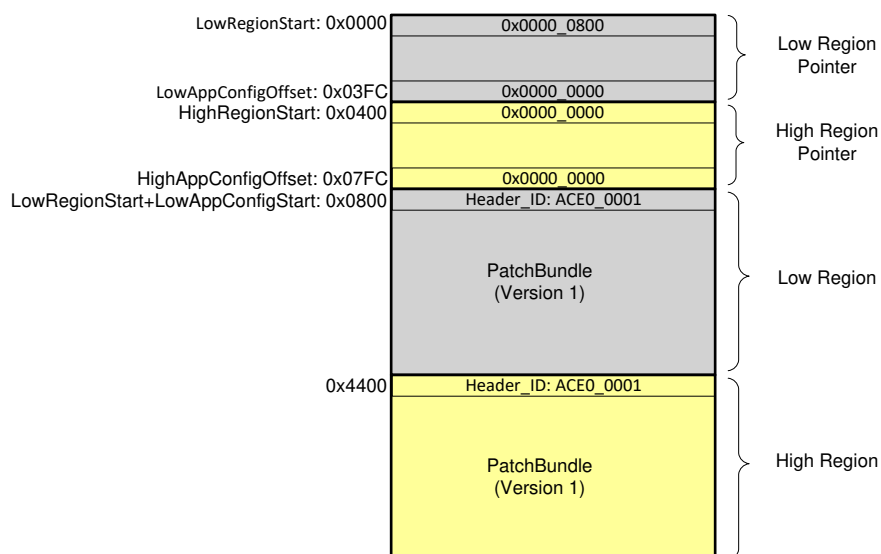 LowRegionStart: 0x0000
0x0000_0800
Low Region
Pointer
LowAppConfigOffset: 0x03FC
0x0000_0000
HighRegionStart: 0x0400
0x0000_0000
High Region
Pointer
HighAppConfigOffset: 0x07FC
0x0000_0000
LowRegionStart+LowAppConfigStart: 0x0800
Header_ID: ACE0_0001
PatchBundle
(Version 1)
Low Region
0x4400
Header_ID: ACE0_0001
PatchBundle
(Version 1)
High Region